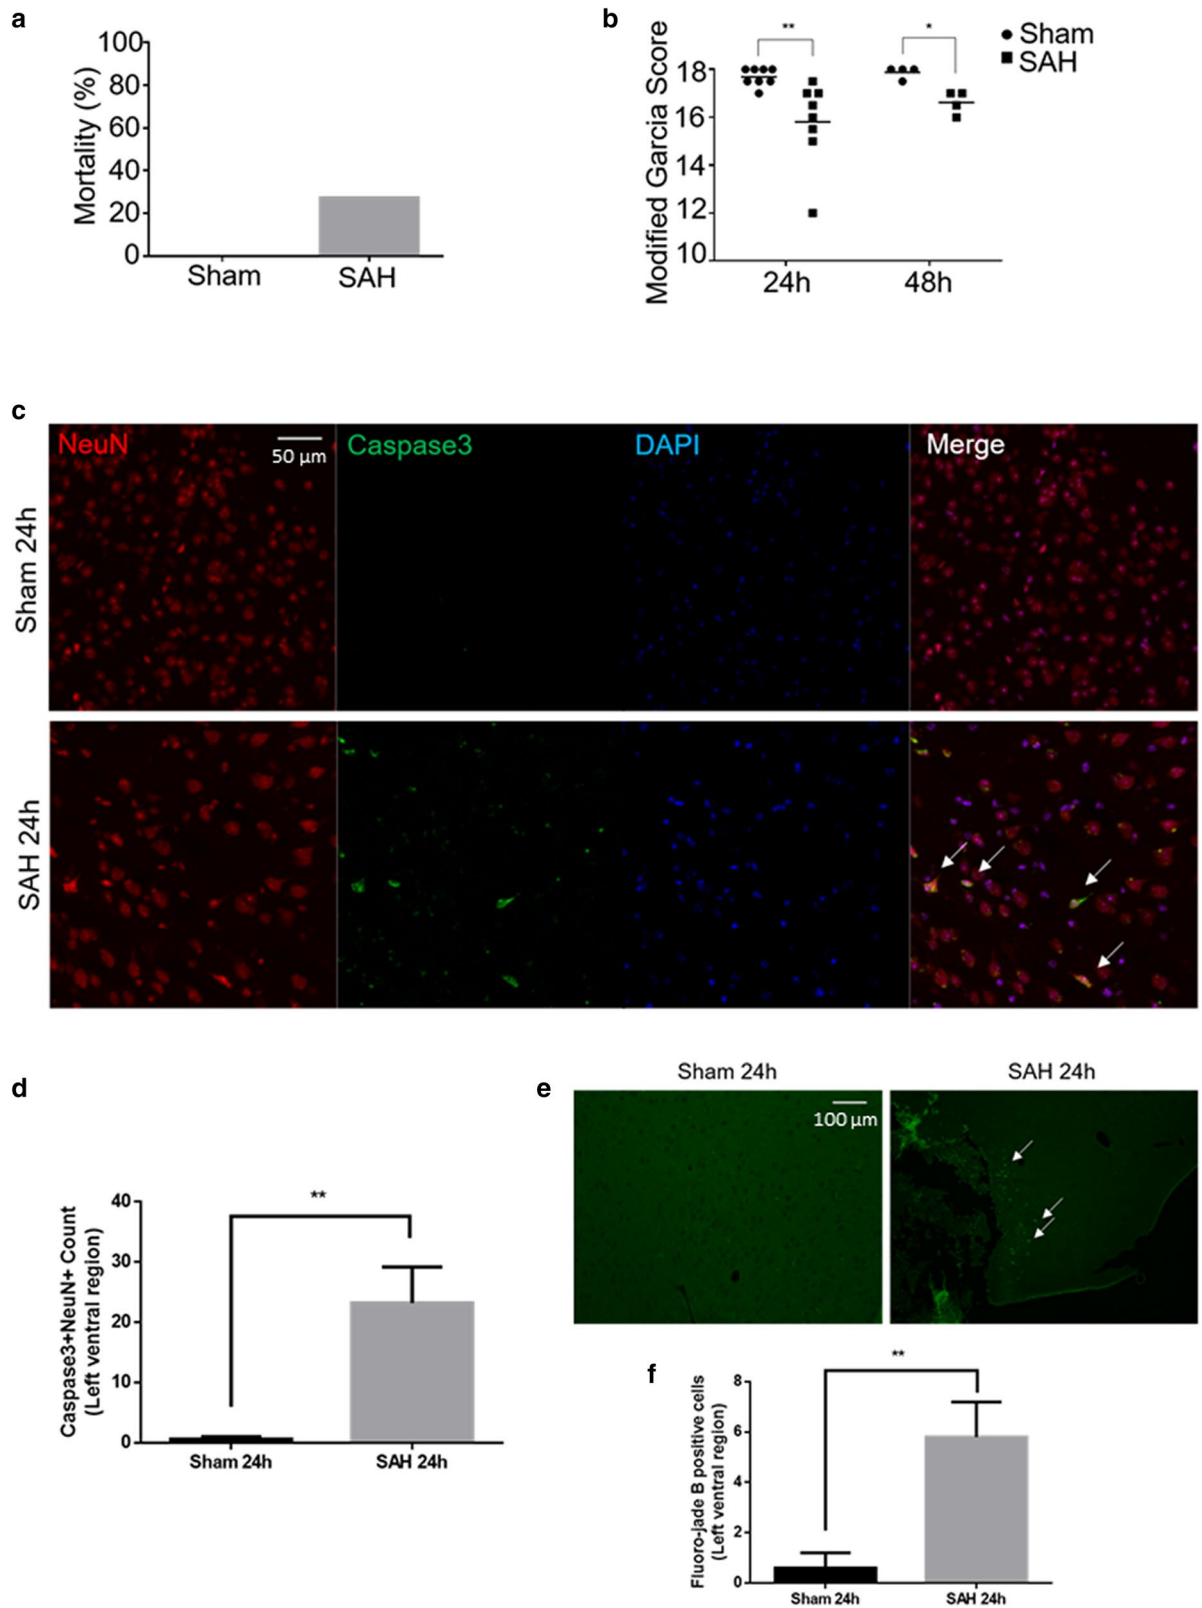 a
Mortality (%)
100
80
60
40
20
0
Sham
SAH
b
Modified Garcia Score
18
16
14
12
10
**
*
Sham
SAH
24h
48h
c
NeuN
50 µm
Caspase3
DAPI
Merge
Sham 24h
SAH 24h
d
Caspase3+NeuN+ Count
(Left ventral region)
40
30
20
10
0
**
Sham 24h
SAH 24h
e
Sham 24h
SAH 24h
100 µm
f
Fluoro-jade B positive cells
(Left ventral region)
8
6
4
2
0
**
Sham 24h
SAH 24h